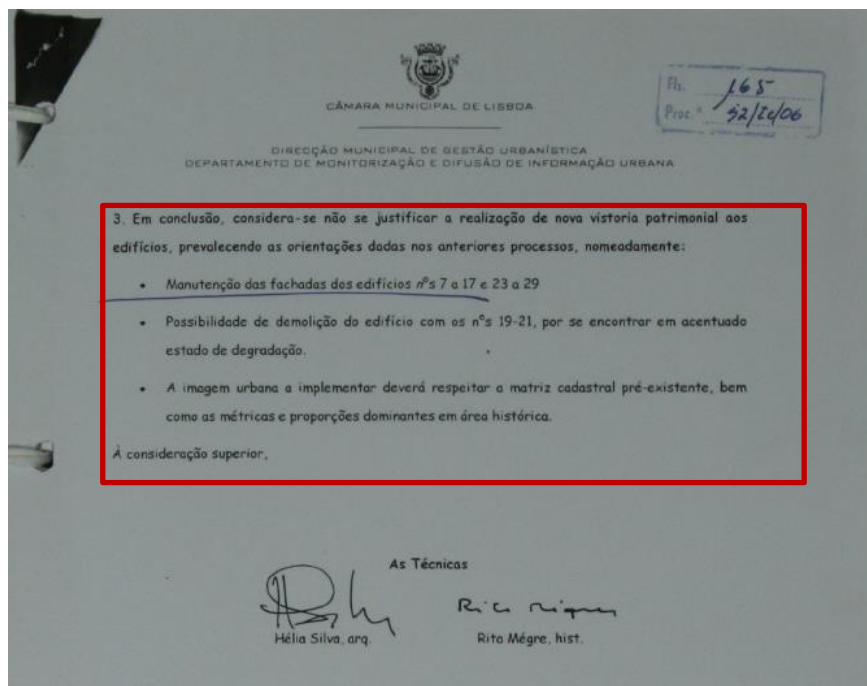 CÂMARA MUNICIPAL DE LISBOA
Fls. 165
Proc.º 52/IC/06
DIRECÇÃO MUNICIPAL DE GESTÃO URBANÍSTICA
DEPARTAMENTO DE MONITORIZAÇÃO E DIFUSÃO DE INFORMAÇÃO URBANA
3. Em conclusão, considera-se não se justificar a realização de nova vistoria patrimonial aos
edifícios, prevalecendo as orientações dadas nos anteriores processos, nomeadamente:
• Manutenção das fachadas dos edifícios nºs 7 a 17 e 23 a 29
• Possibilidade de demolição do edifício com os nºs 19-21, por se encontrar em acentuado
estado de degradação.
• A imagem urbana a implementar deverá respeitar a matriz cadastral pré-existente, bem
como as métricas e proporções dominantes em área histórica.
À consideração superior,
As Técnicas
Hélia Silva, arq. Rita Mégre, hist.